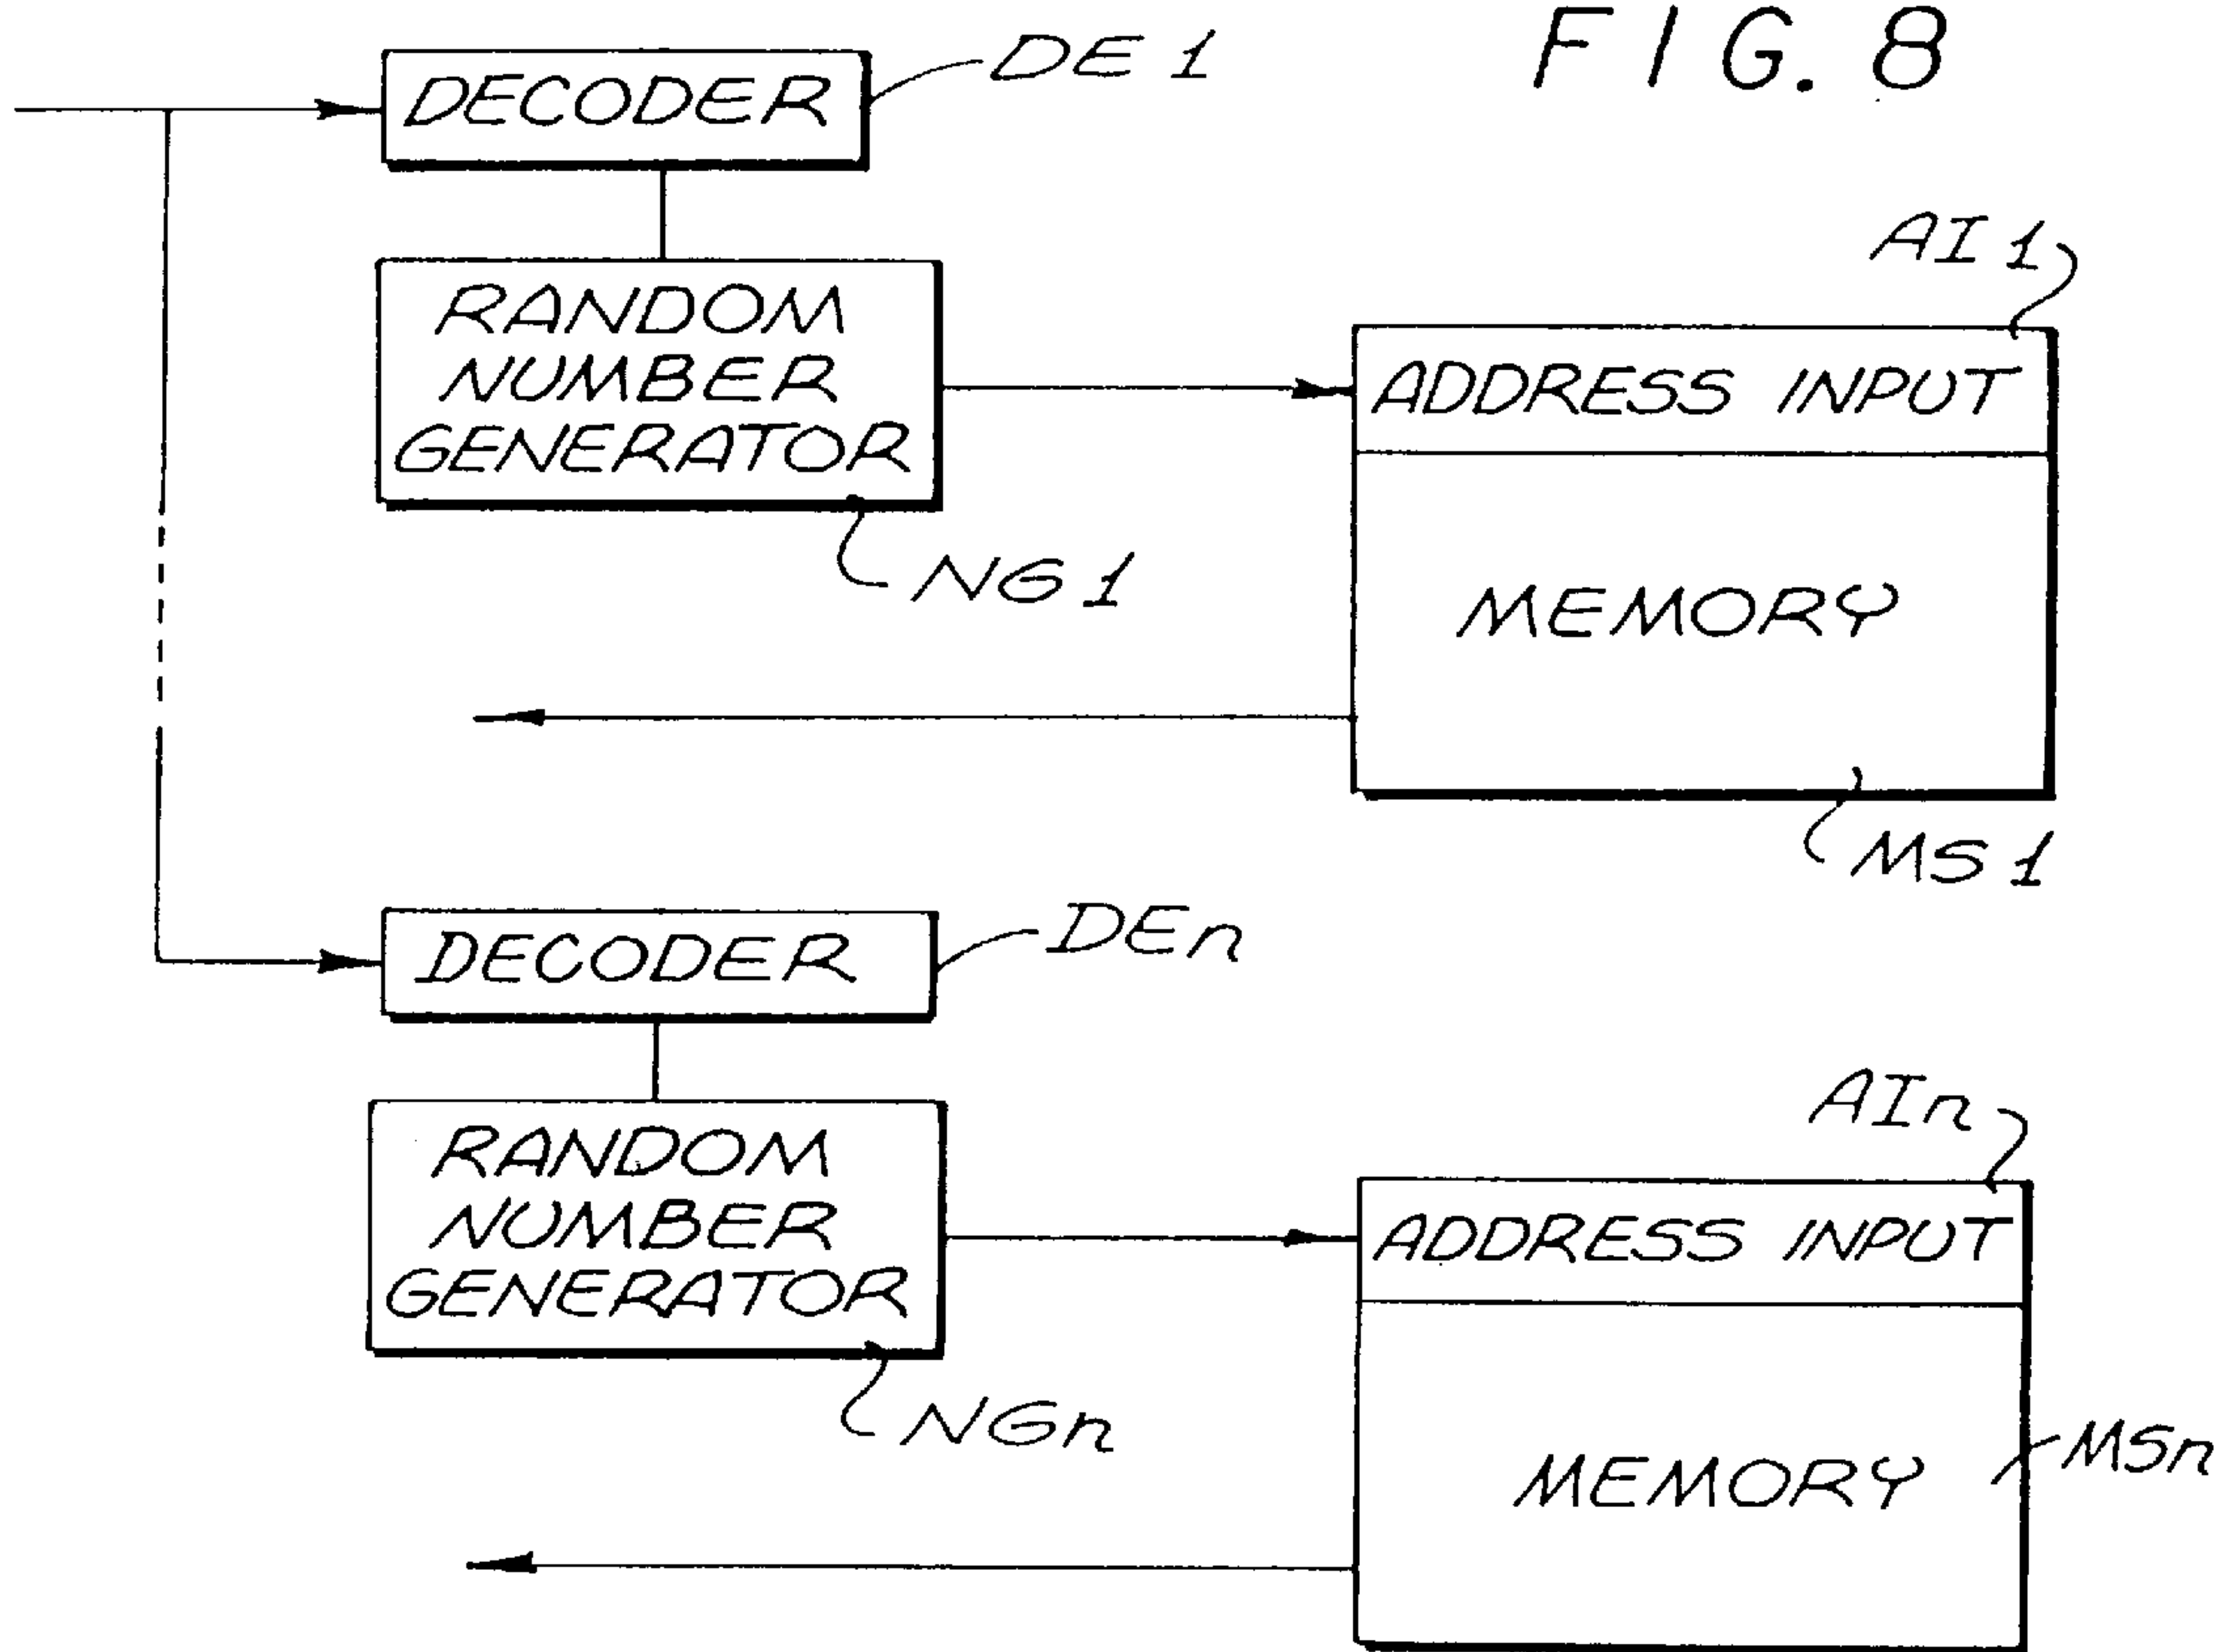 FIG. 8
DECODER
DE 1
RANDOM
NUMBER
GENERATOR
NG 1
AI 1
ADDRESS INPUT
MEMORY
MS 1
DECODER
DEn
RANDOM
NUMBER
GENERATOR
NGn
AIn
ADDRESS INPUT
MEMORY
MSn